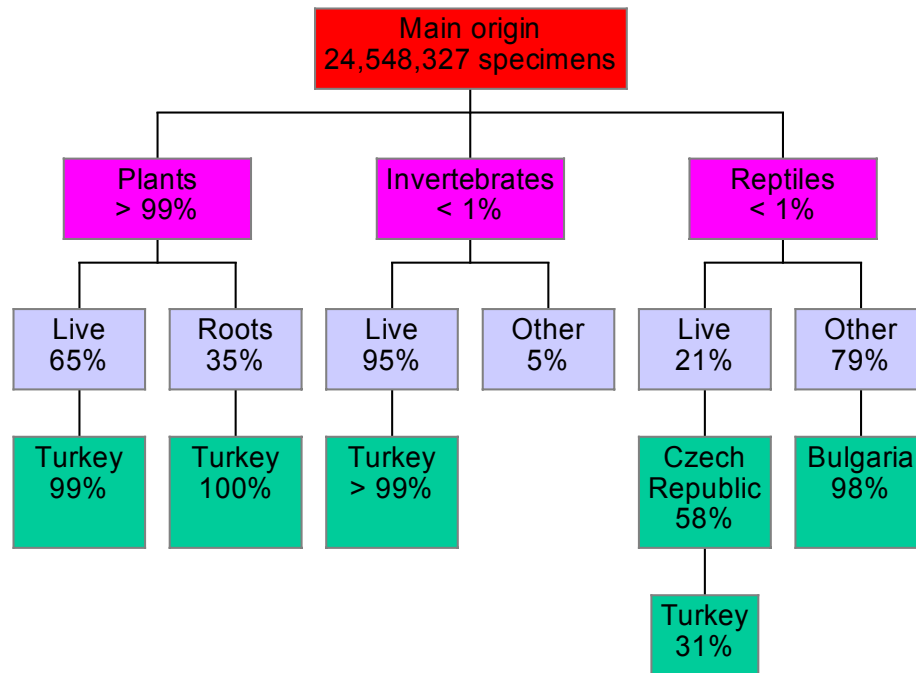 Main origin
24,548,327 specimens
Plants
> 99%
Invertebrates
< 1%
Reptiles
< 1%
Live
65%
Roots
35%
Live
95%
Other
5%
Live
21%
Other
79%
Turkey
99%
Turkey
100%
Turkey
> 99%
Czech
Republic
58%
Bulgaria
98%
Turkey
31%